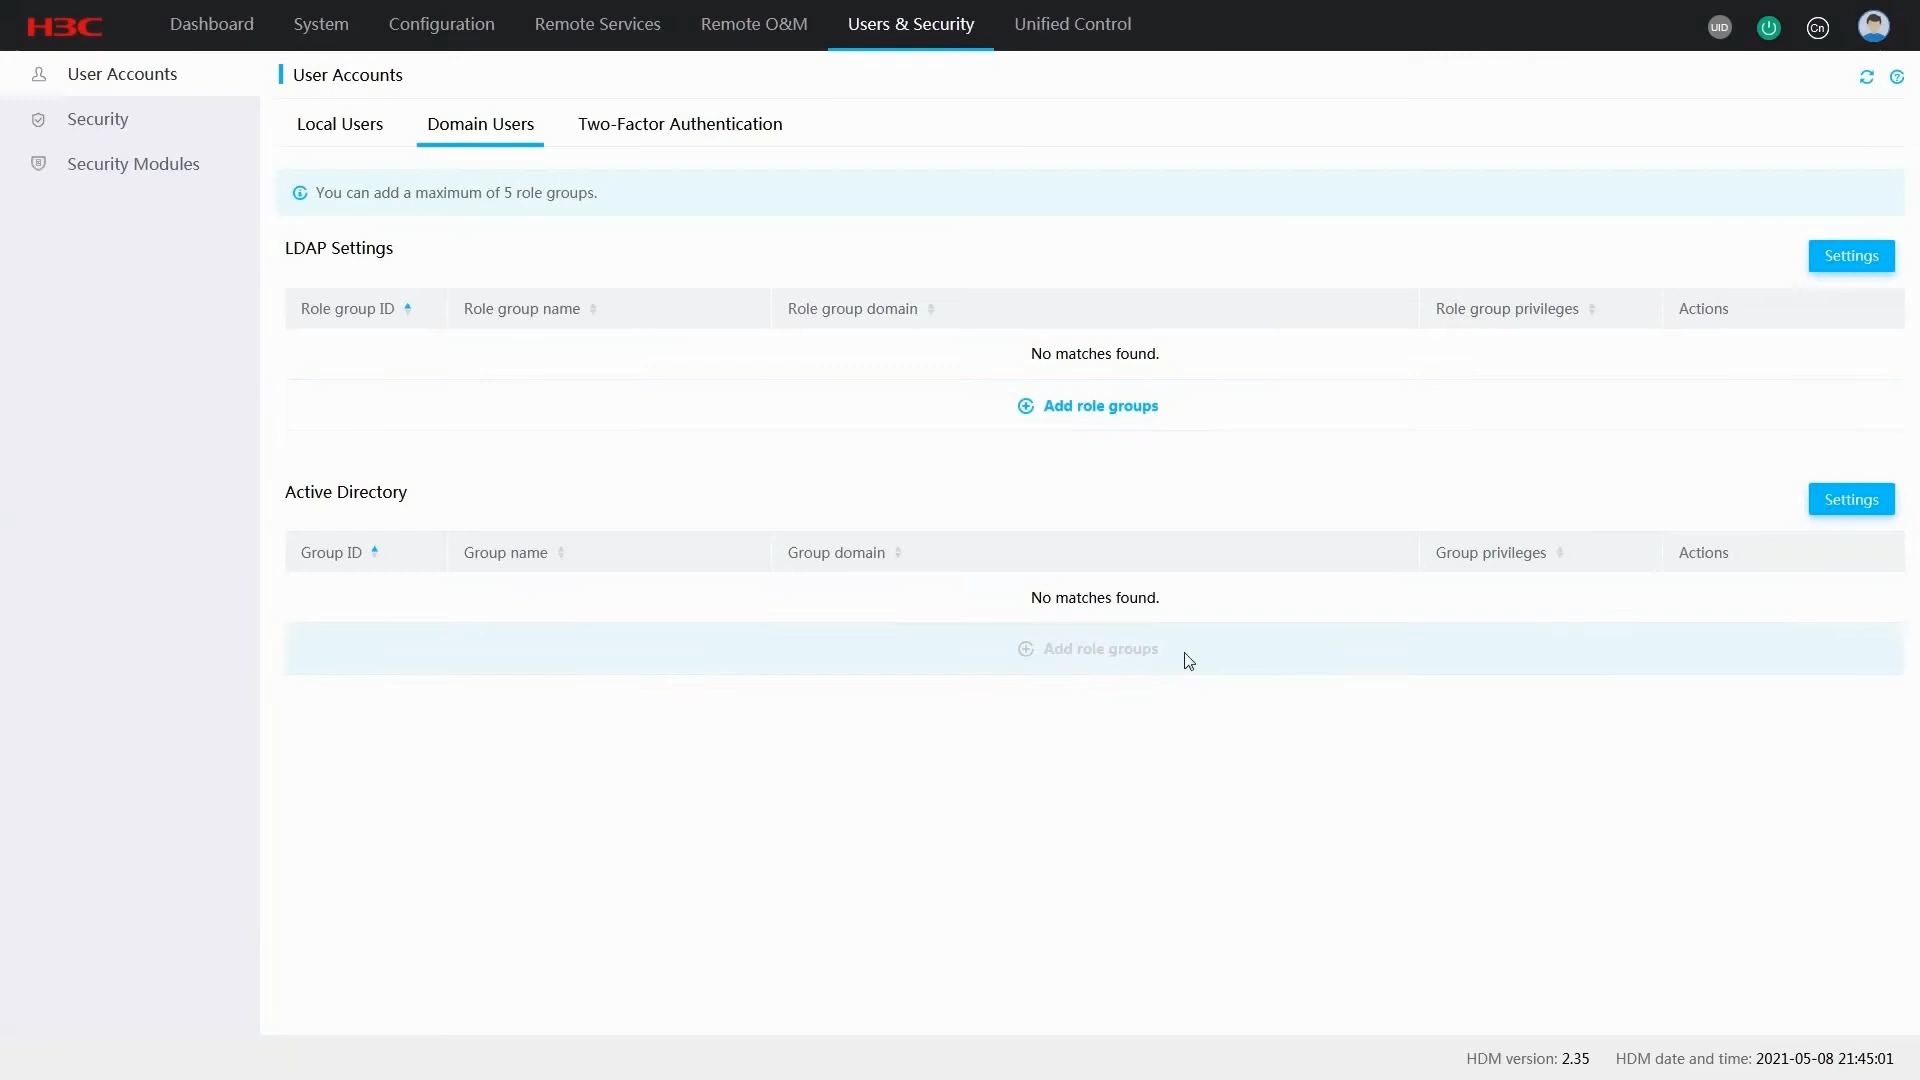 H3C Dashboard System Configuration Remote Services Remote O&M Users & Security Unified Control UID Cn
User Accounts
Security
Security Modules
User Accounts
Local Users Domain Users Two-Factor Authentication
You can add a maximum of 5 role groups.
LDAP Settings
Settings
Role group ID Role group name Role group domain Role group privileges Actions
No matches found.
Add role groups
Active Directory
Settings
Group ID Group name Group domain Group privileges Actions
No matches found.
Add role groups
HDM version: 2.35 HDM date and time: 2021-05-08 21:45:01